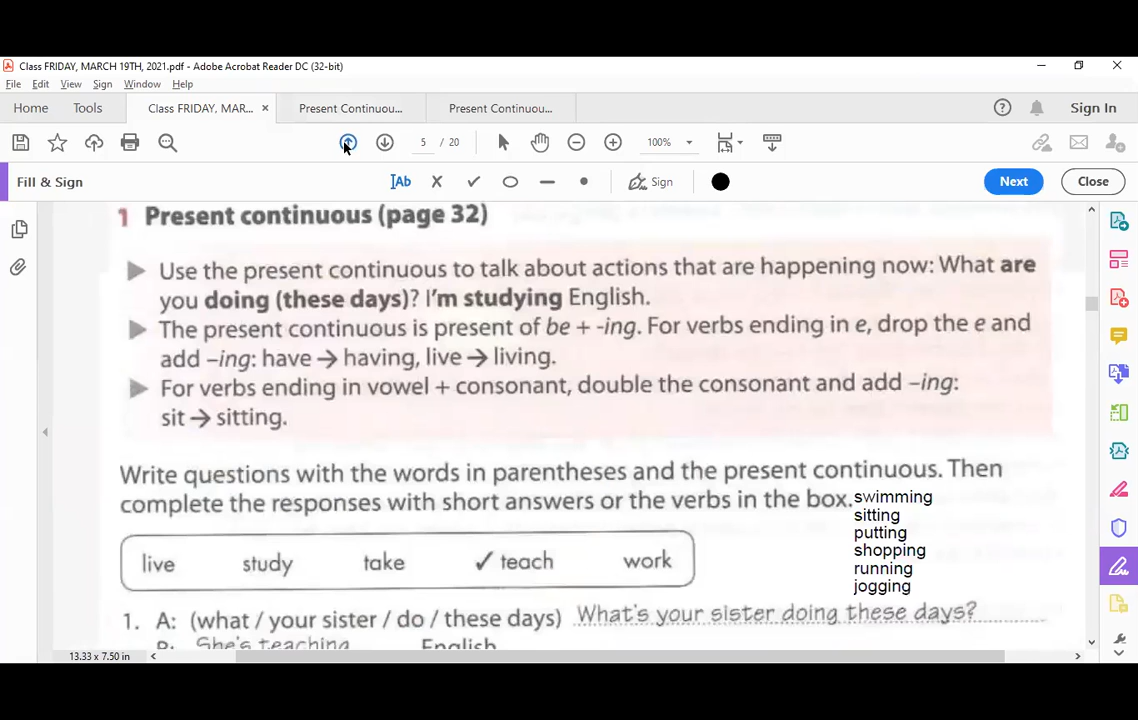 Class FRIDAY, MARCH 19TH, 2021.pdf - Adobe Acrobat Reader DC (32-bit)
File Edit View Sign Window Help
Home Tools Class FRIDAY, MAR... × Present Continuou... Present Continuou... Sign In
5 / 20 100%
Fill & Sign Ab Sign Next Close
1 Present continuous (page 32)
Use the present continuous to talk about actions that are happening now: What are
you doing (these days)? I'm studying English.
The present continuous is present of be + -ing. For verbs ending in e, drop the e and
add –ing: have → having, live → living.
For verbs ending in vowel + consonant, double the consonant and add –ing:
sit → sitting.
Write questions with the words in parentheses and the present continuous. Then
complete the responses with short answers or the verbs in the box.
swimming
sitting
putting
shopping
running
jogging
live study take ✓ teach work
1. A: (what / your sister / do / these days) What's your sister doing these days?
B: She's teaching English
13.33 x 7.50 in